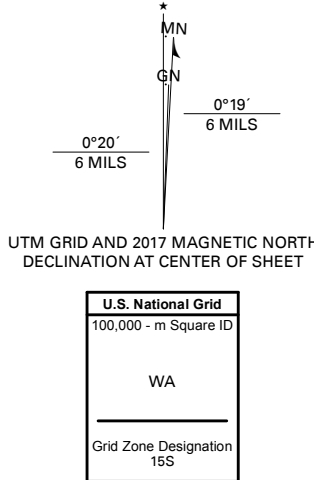 ★
MN
GN
0°19´
6 MILS
0°20´
6 MILS
UTM GRID AND 2017 MAGNETIC NORTH
DECLINATION AT CENTER OF SHEET
U.S. National Grid
100,000 - m Square ID
WA
Grid Zone Designation
15S